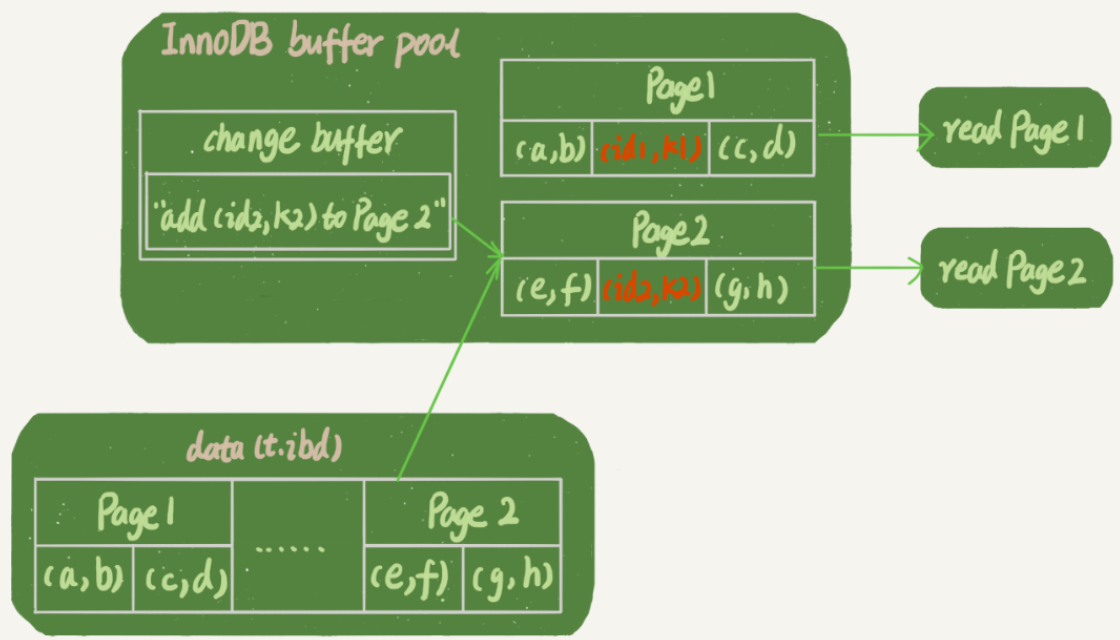 InnoDB buffer pool
change buffer
"add (id2,k2) to Page 2"
Page1
(a,b) (id1,k1) (c,d)
Page2
(e,f) (id2,k2) (g,h)
read Page1
read Page2
data (t.ibd)
Page1
(a,b) (c,d)
......
Page 2
(e,f) (g,h)